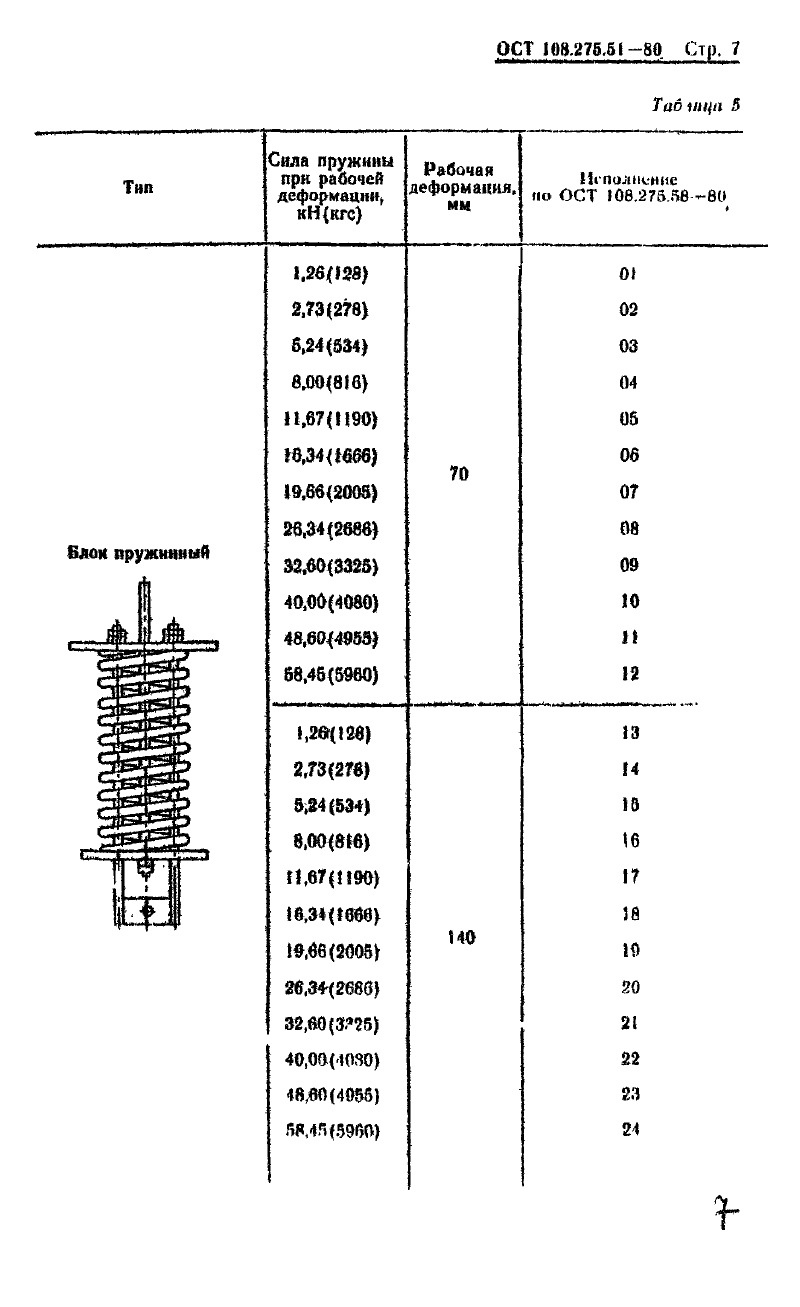 ОСТ 108.275.51—80 Стр. 7
Таблица 5
Тип
Сила пружины
при рабочей
деформации,
кН(кгс)
Рабочая
деформация,
мм
Исполнение
по ОСТ 108.275.58—80
Блок пружинный
1,26(128) 01
2,73(278) 02
5,24(534) 03
8,00(816) 04
11,67(1190) 05
16,34(1666) 06
70
19,66(2005) 07
26,34(2686) 08
32,60(3325) 09
40,00(4080) 10
48,60(4955) 11
58,45(5960) 12
1,26(128) 13
2,73(278) 14
5,24(534) 15
8,00(816) 16
11,67(1190) 17
16,34(1666) 18
140
19,66(2005) 19
26,34(2686) 20
32,60(3325) 21
40,00(4080) 22
48,60(4955) 23
58,45(5960) 24
7